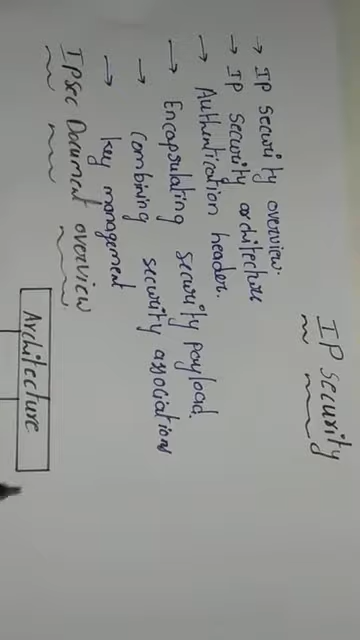 IP Security
→ IP security overview.
→ IP security architecture
→ Authentication header.
→ Encapsulating security payload.
→ combining security associations
→ key management
IPsec Document overview
Architecture